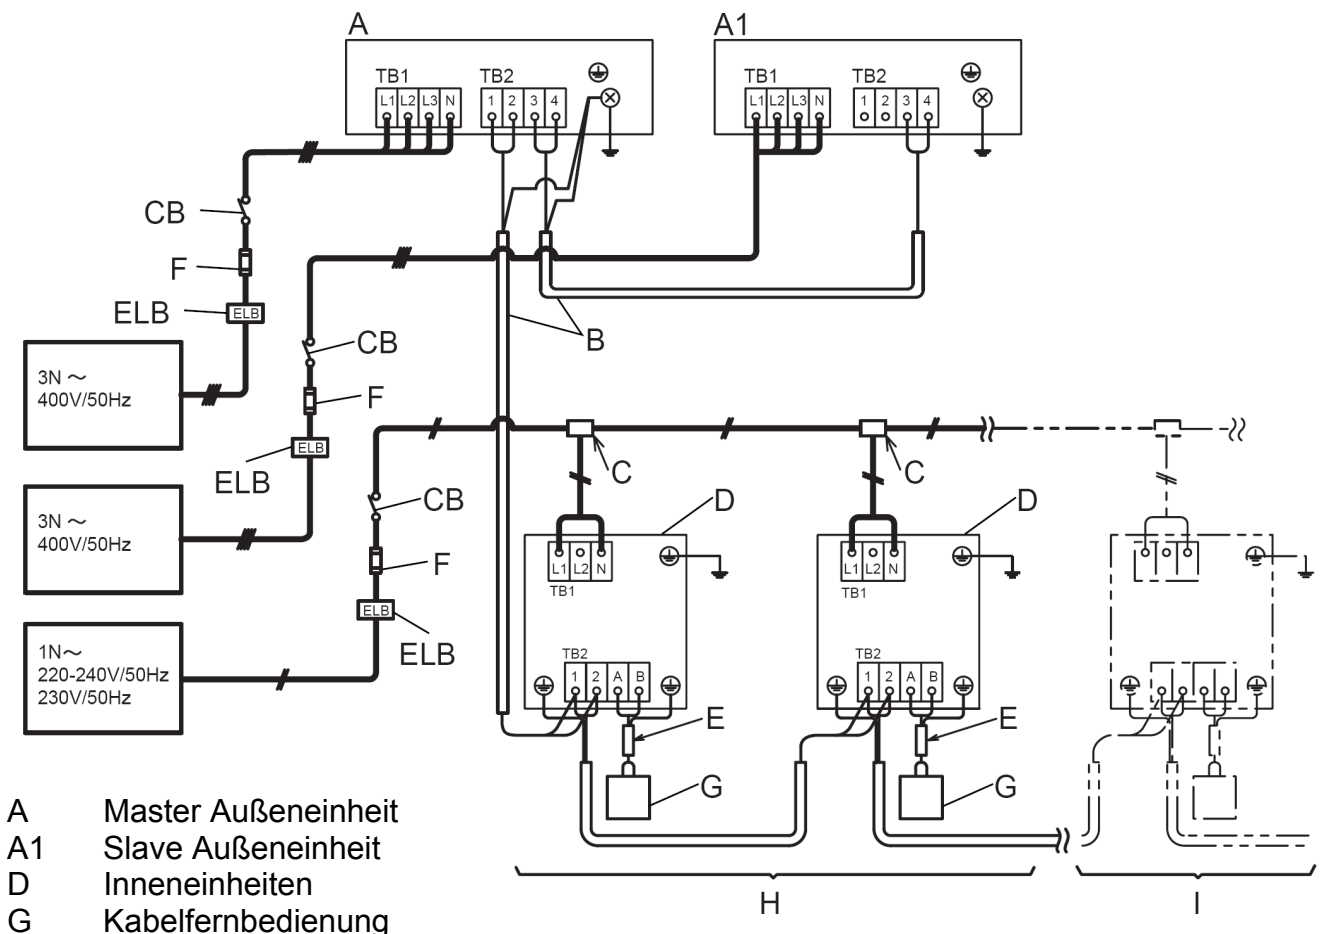 A
A1
TB1
TB2
L1 L2 L3 N
1 2 3 4
TB1
TB2
L1 L2 L3 N
1 2 3 4
CB
F
ELB
ELB
B
3N ~
400V/50Hz
CB
F
ELB
ELB
C
C
3N ~
400V/50Hz
CB
F
ELB
ELB
D
D
L1 L2 N
TB1
L1 L2 N
TB1
1N~
220-240V/50Hz
230V/50Hz
TB2
1 2 A B
TB2
1 2 A B
E
E
G
G
H
I
A Master Außeneinheit
A1 Slave Außeneinheit
D Inneneinheiten
G Kabelfernbedienung